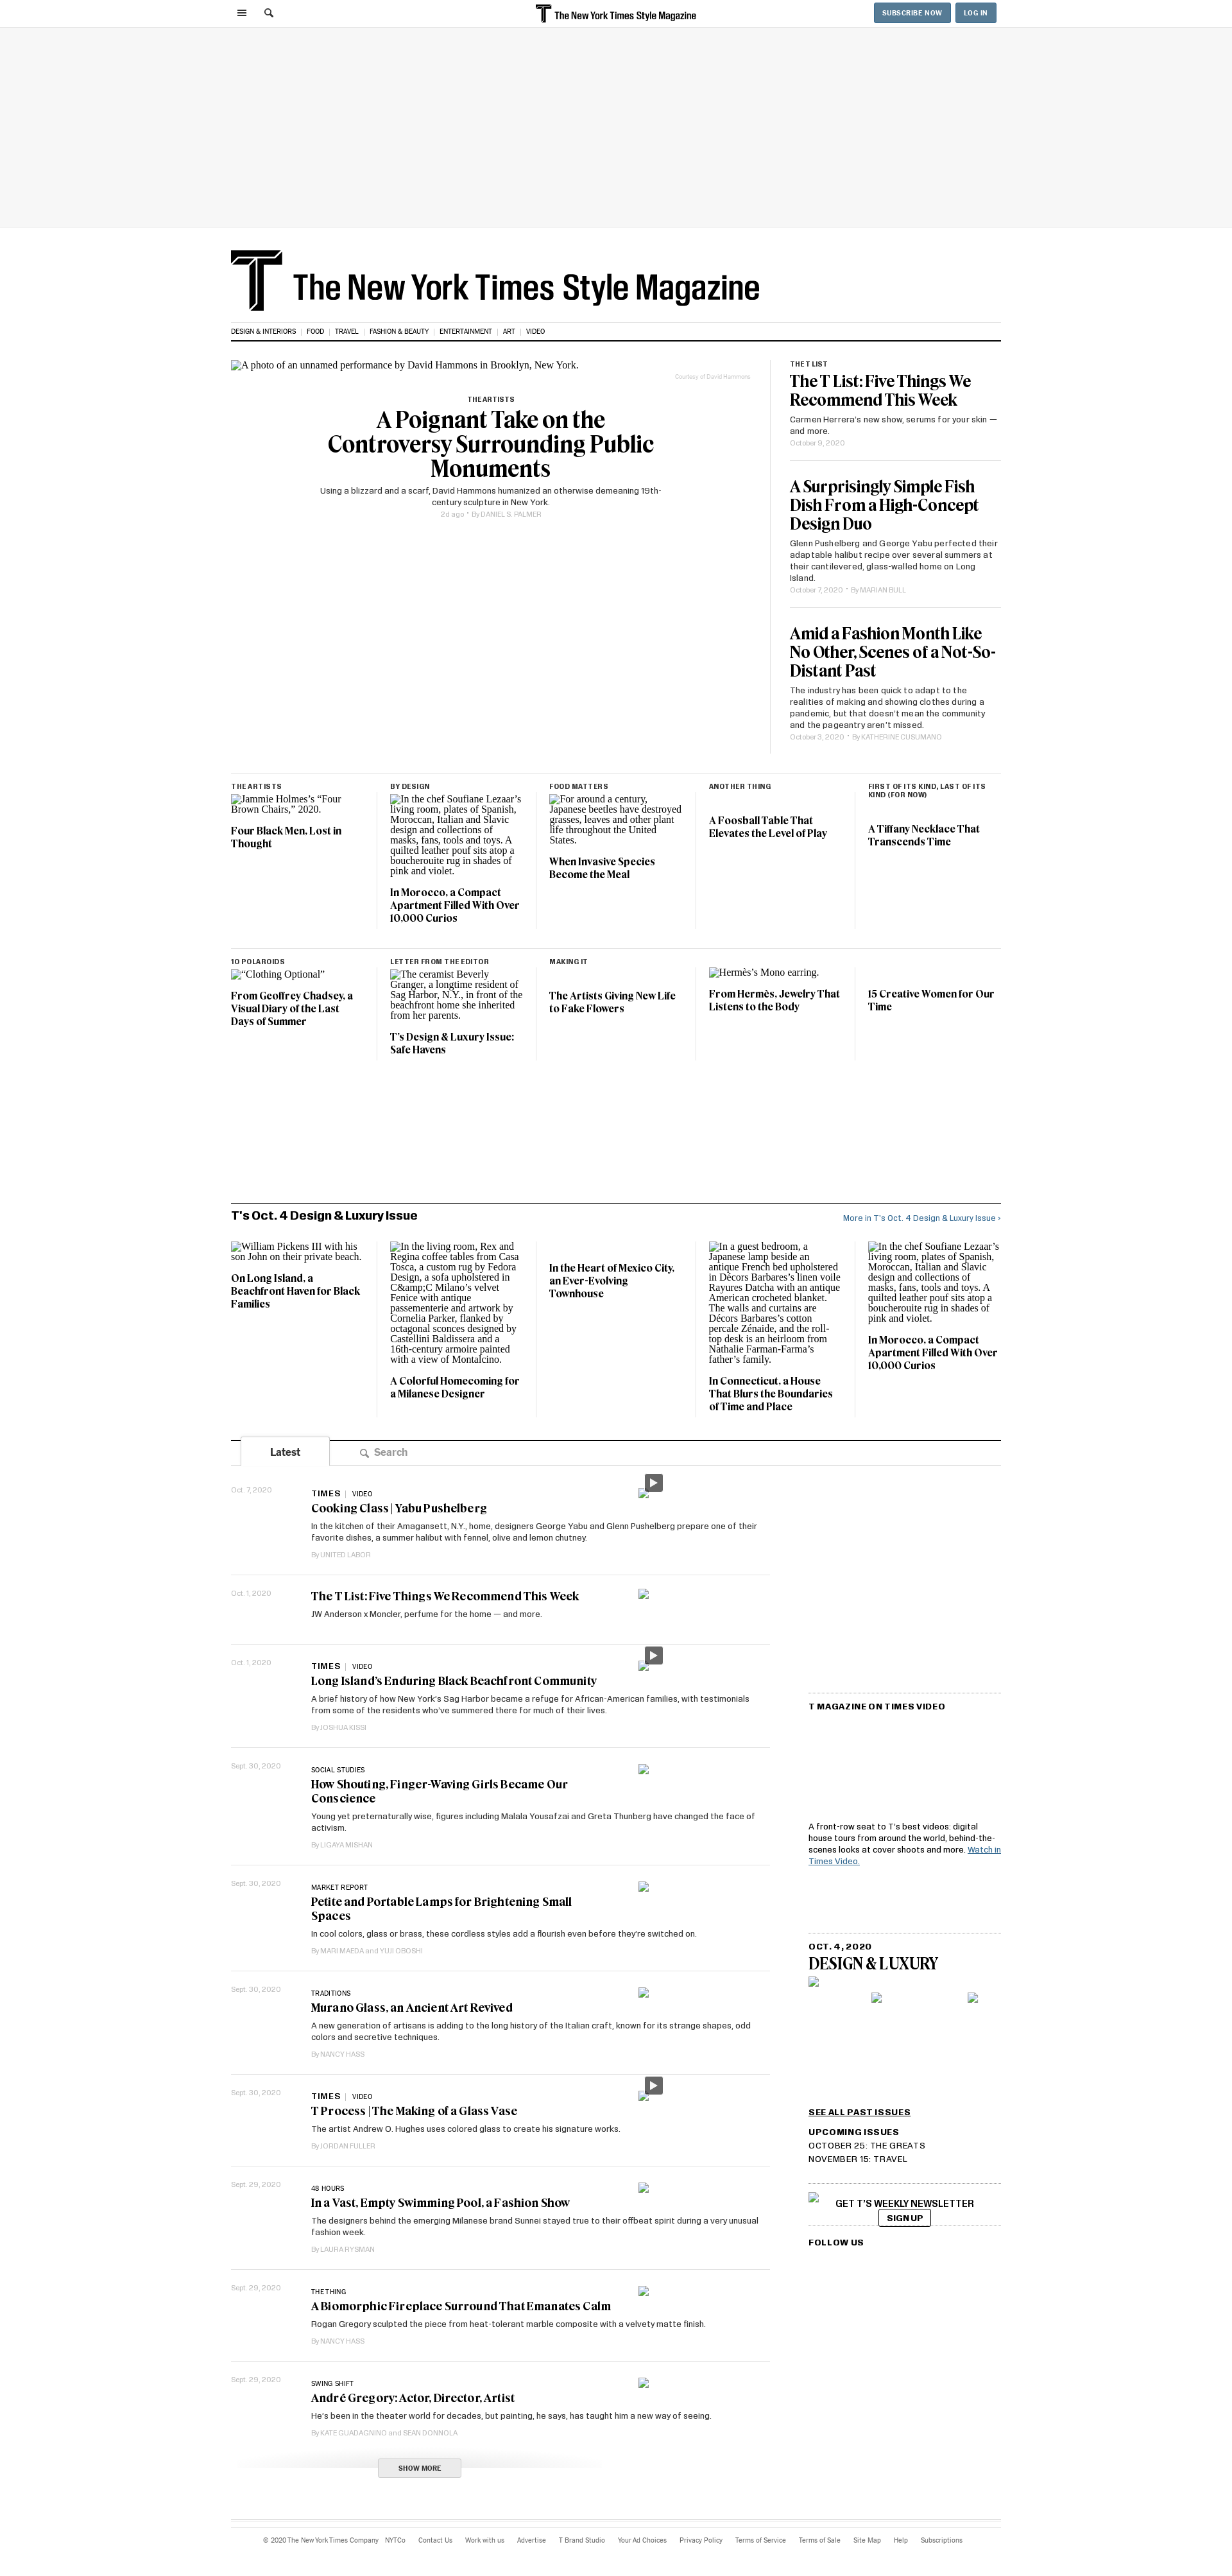 The New York Times Style Magazine
SUBSCRIBE NOW
LOG IN
The New York Times Style Magazine
DESIGN & INTERIORS
FOOD
TRAVEL
FASHION & BEAUTY
ENTERTAINMENT
ART
VIDEO
A photo of an unnamed performance by David Hammons in Brooklyn, New York.
Courtesy of David Hammons
THE ARTISTS
A Poignant Take on the
Controversy Surrounding Public
Monuments
Using a blizzard and a scarf, David Hammons humanized an otherwise demeaning 19th-
century sculpture in New York.
2d ago • By DANIEL S. PALMER
THE T LIST
The T List: Five Things We
Recommend This Week
Carmen Herrera's new show, serums for your skin —
and more.
October 9, 2020
A Surprisingly Simple Fish
Dish From a High-Concept
Design Duo
Glenn Pushelberg and George Yabu perfected their
adaptable halibut recipe over several summers at
their cantilevered, glass-walled home on Long
Island.
October 7, 2020 • By MARIAN BULL
Amid a Fashion Month Like
No Other, Scenes of a Not-So-
Distant Past
The industry has been quick to adapt to the
realities of making and showing clothes during a
pandemic, but that doesn't mean the community
and the pageantry aren't missed.
October 3, 2020 • By KATHERINE CUSUMANO
THE ARTISTS
Jammie Holmes's “Four
Brown Chairs,” 2020.
Four Black Men, Lost in
Thought
BY DESIGN
In the chef Soufiane Lezaar's
living room, plates of Spanish,
Moroccan, Italian and Slavic
design and collections of
masks, fans, tools and toys. A
quilted leather pouf sits atop a
boucherouite rug in shades of
pink and violet.
In Morocco, a Compact
Apartment Filled With Over
10,000 Curios
FOOD MATTERS
For around a century,
Japanese beetles have destroyed
grasses, leaves and other plant
life throughout the United
States.
When Invasive Species
Become the Meal
ANOTHER THING
A Foosball Table That
Elevates the Level of Play
FIRST OF ITS KIND, LAST OF ITS
KIND (FOR NOW)
A Tiffany Necklace That
Transcends Time
10 POLAROIDS
“Clothing Optional”
From Geoffrey Chadsey, a
Visual Diary of the Last
Days of Summer
LETTER FROM THE EDITOR
The ceramist Beverly
Granger, a longtime resident of
Sag Harbor, N.Y., in front of the
beachfront home she inherited
from her parents.
T's Design & Luxury Issue:
Safe Havens
MAKING IT
The Artists Giving New Life
to Fake Flowers
Hermès's Mono earring.
From Hermès, Jewelry That
Listens to the Body
15 Creative Women for Our
Time
T's Oct. 4 Design & Luxury Issue
More in T's Oct. 4 Design & Luxury Issue ›
William Pickens III with his
son John on their private beach.
On Long Island, a
Beachfront Haven for Black
Families
In the living room, Rex and
Regina coffee tables from Casa
Tosca, a custom rug by Fedora
Design, a sofa upholstered in
C&amp;C Milano's velvet
Fenice with antique
passementerie and artwork by
Cornelia Parker, flanked by
octagonal sconces designed by
Castellini Baldissera and a
16th-century armoire painted
with a view of Montalcino.
A Colorful Homecoming for
a Milanese Designer
In the Heart of Mexico City,
an Ever-Evolving
Townhouse
In a guest bedroom, a
Japanese lamp beside an
antique French bed upholstered
in Décors Barbares's linen voile
Rayures Datcha with an antique
American crocheted blanket.
The walls and curtains are
Décors Barbares's cotton
percale Zénaide, and the roll-
top desk is an heirloom from
Nathalie Farman-Farma's
father's family.
In Connecticut, a House
That Blurs the Boundaries
of Time and Place
In the chef Soufiane Lezaar's
living room, plates of Spanish,
Moroccan, Italian and Slavic
design and collections of
masks, fans, tools and toys. A
quilted leather pouf sits atop a
boucherouite rug in shades of
pink and violet.
In Morocco, a Compact
Apartment Filled With Over
10,000 Curios
Latest
Search
Oct. 7, 2020
TIMES | VIDEO
Cooking Class | Yabu Pushelberg
In the kitchen of their Amagansett, N.Y., home, designers George Yabu and Glenn Pushelberg prepare one of their
favorite dishes, a summer halibut with fennel, olive and lemon chutney.
By UNITED LABOR
Oct. 1, 2020
The T List: Five Things We Recommend This Week
JW Anderson x Moncler, perfume for the home — and more.
Oct. 1, 2020
TIMES | VIDEO
Long Island's Enduring Black Beachfront Community
A brief history of how New York's Sag Harbor became a refuge for African-American families, with testimonials
from some of the residents who've summered there for much of their lives.
By JOSHUA KISSI
Sept. 30, 2020
SOCIAL STUDIES
How Shouting, Finger-Waving Girls Became Our
Conscience
Young yet preternaturally wise, figures including Malala Yousafzai and Greta Thunberg have changed the face of
activism.
By LIGAYA MISHAN
Sept. 30, 2020
MARKET REPORT
Petite and Portable Lamps for Brightening Small
Spaces
In cool colors, glass or brass, these cordless styles add a flourish even before they're switched on.
By MARI MAEDA and YUJI OBOSHI
Sept. 30, 2020
TRADITIONS
Murano Glass, an Ancient Art Revived
A new generation of artisans is adding to the long history of the Italian craft, known for its strange shapes, odd
colors and secretive techniques.
By NANCY HASS
Sept. 30, 2020
TIMES | VIDEO
T Process | The Making of a Glass Vase
The artist Andrew O. Hughes uses colored glass to create his signature works.
By JORDAN FULLER
Sept. 29, 2020
48 HOURS
In a Vast, Empty Swimming Pool, a Fashion Show
The designers behind the emerging Milanese brand Sunnei stayed true to their offbeat spirit during a very unusual
fashion week.
By LAURA RYSMAN
Sept. 29, 2020
THE THING
A Biomorphic Fireplace Surround That Emanates Calm
Rogan Gregory sculpted the piece from heat-tolerant marble composite with a velvety matte finish.
By NANCY HASS
Sept. 29, 2020
SWING SHIFT
André Gregory: Actor, Director, Artist
He's been in the theater world for decades, but painting, he says, has taught him a new way of seeing.
By KATE GUADAGNINO and SEAN DONNOLA
SHOW MORE
T MAGAZINE ON TIMES VIDEO
A front-row seat to T's best videos: digital
house tours from around the world, behind-the-
scenes looks at cover shoots and more. Watch in
Times Video.
OCT. 4, 2020
DESIGN & LUXURY
SEE ALL PAST ISSUES
UPCOMING ISSUES
OCTOBER 25: THE GREATS
NOVEMBER 15: TRAVEL
GET T'S WEEKLY NEWSLETTER
SIGN UP
FOLLOW US
© 2020 The New York Times Company
NYTCo
Contact Us
Work with us
Advertise
T Brand Studio
Your Ad Choices
Privacy Policy
Terms of Service
Terms of Sale
Site Map
Help
Subscriptions